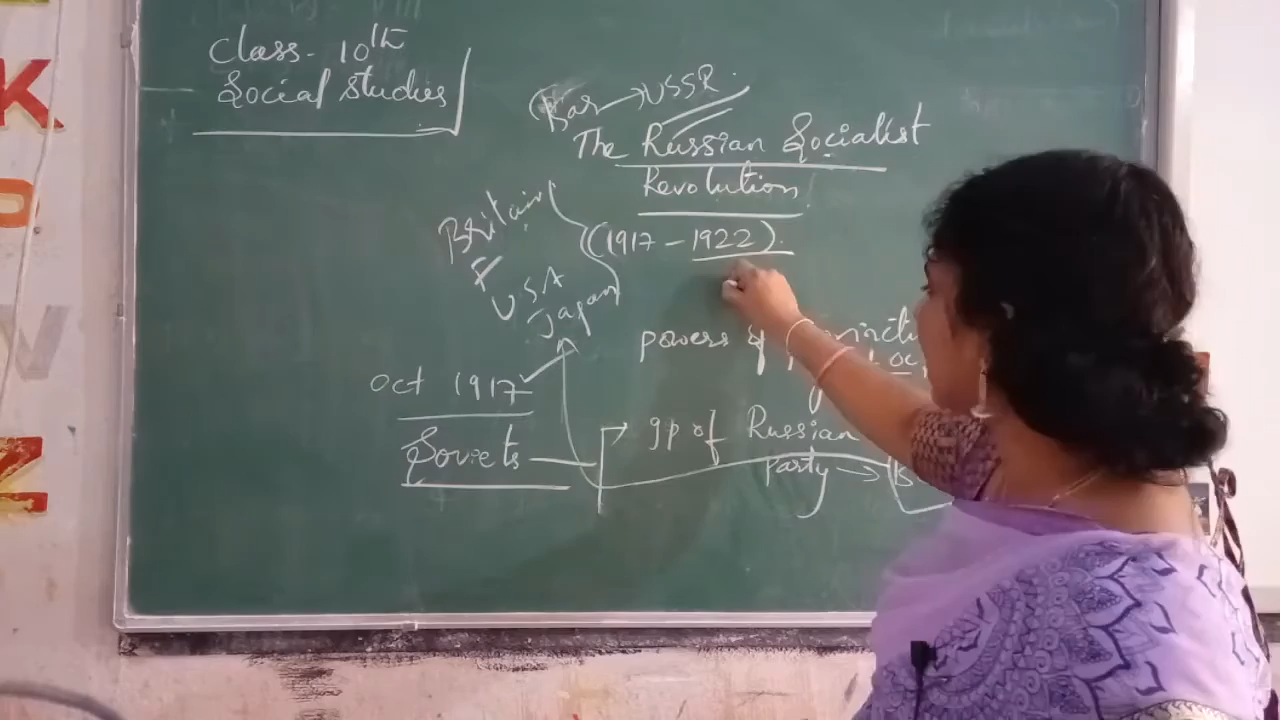 Class - 10th
Social Studies
USSR.
The Russian Socialist
Revolution
(1917 - 1922).
Britain
F
USA
Japan
powers of
Oct 1917
Soviets
gp of Russian
Party →
K
O
Z